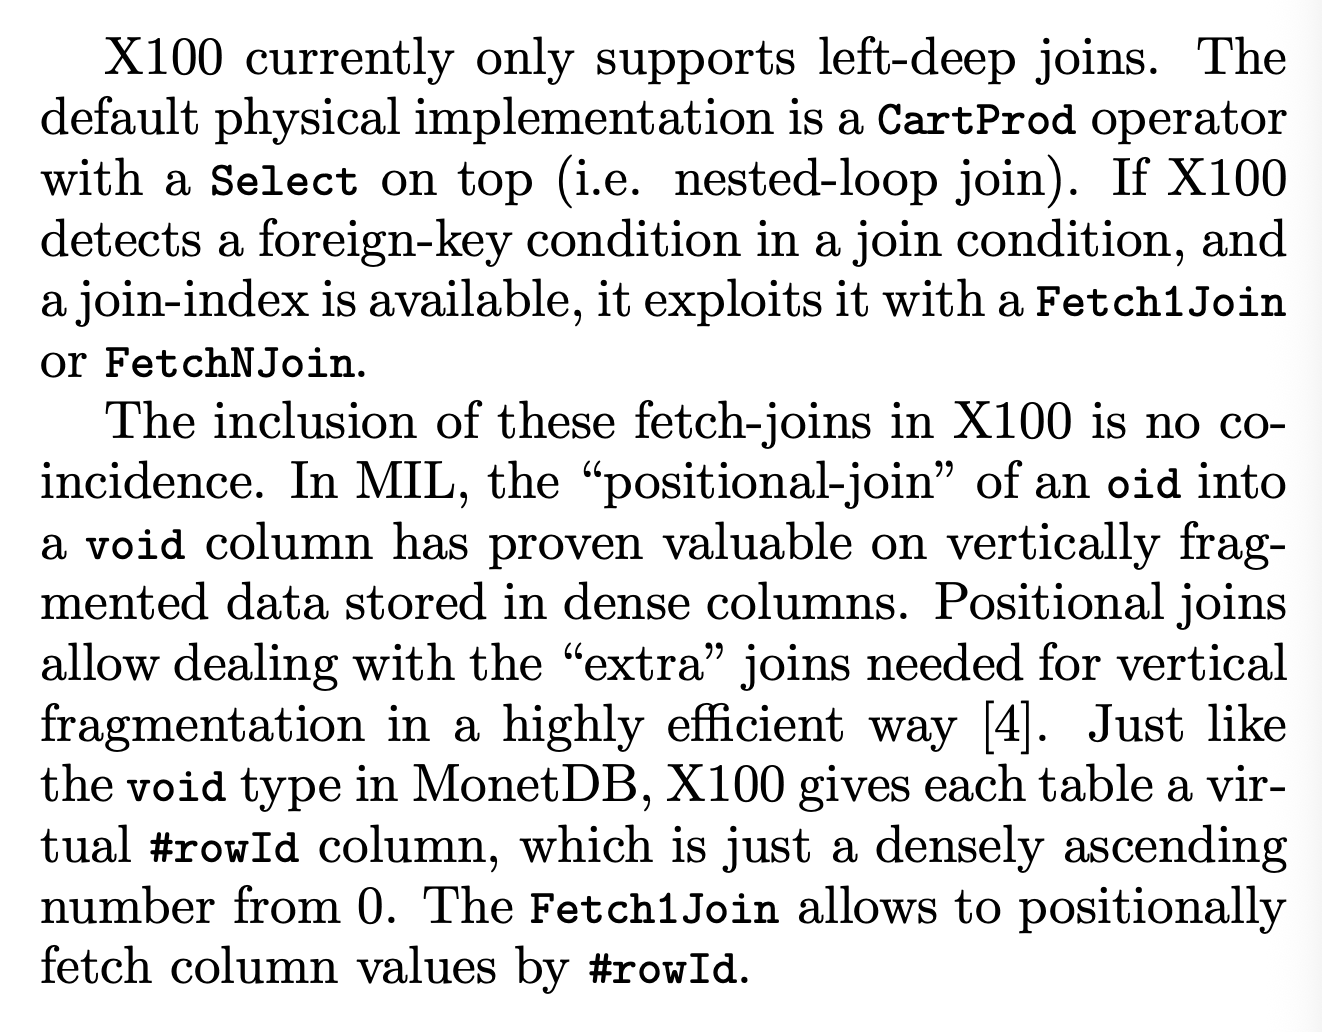 X100 currently only supports left-deep joins. The
default physical implementation is a CartProd operator
with a Select on top (i.e. nested-loop join). If X100
detects a foreign-key condition in a join condition, and
a join-index is available, it exploits it with a Fetch1Join
or FetchNJoin.
The inclusion of these fetch-joins in X100 is no co-
incidence. In MIL, the “positional-join” of an oid into
a void column has proven valuable on vertically frag-
mented data stored in dense columns. Positional joins
allow dealing with the “extra” joins needed for vertical
fragmentation in a highly efficient way [4]. Just like
the void type in MonetDB, X100 gives each table a vir-
tual #rowId column, which is just a densely ascending
number from 0. The Fetch1Join allows to positionally
fetch column values by #rowId.